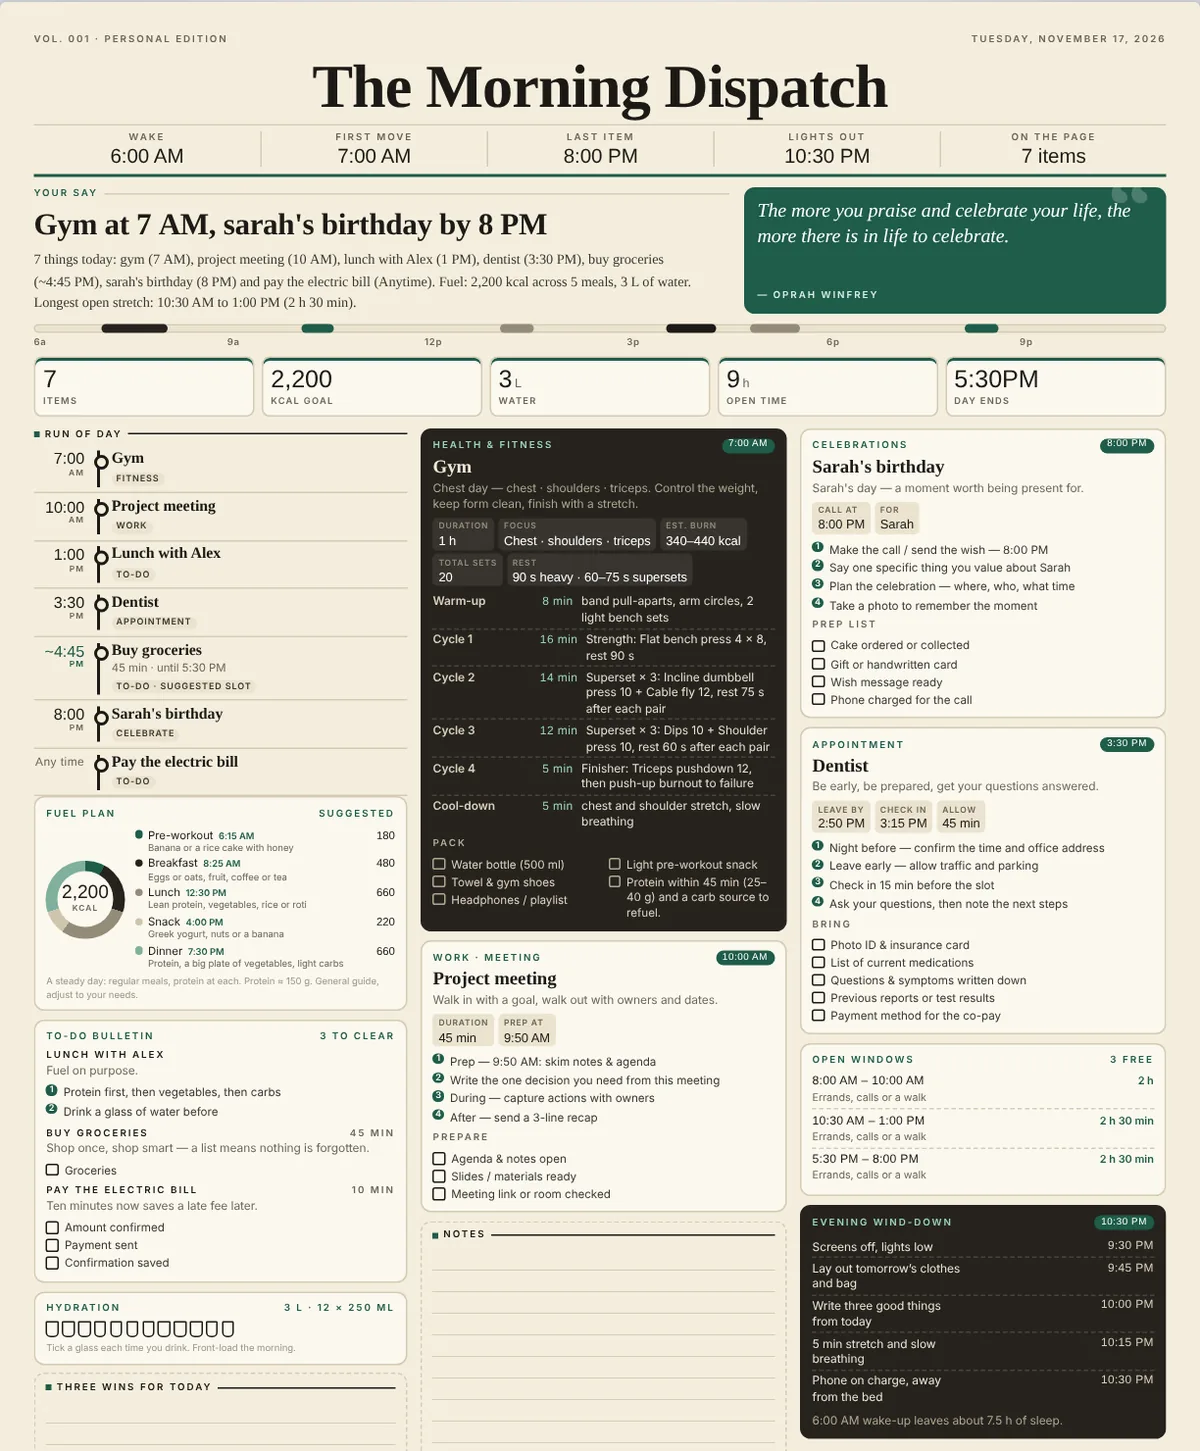 VOL. 001 · PERSONAL EDITION
TUESDAY, NOVEMBER 17, 2026
The Morning Dispatch
WAKE
6:00 AM
FIRST MOVE
7:00 AM
LAST ITEM
8:00 PM
LIGHTS OUT
10:30 PM
ON THE PAGE
7 items
YOUR SAY
Gym at 7 AM, sarah's birthday by 8 PM
7 things today: gym (7 AM), project meeting (10 AM), lunch with Alex (1 PM), dentist (3:30 PM), buy groceries
(~4:45 PM), sarah's birthday (8 PM) and pay the electric bill (Anytime). Fuel: 2,200 kcal across 5 meals, 3 L of water.
Longest open stretch: 10:30 AM to 1:00 PM (2 h 30 min).
“
The more you praise and celebrate your life, the
more there is in life to celebrate.
— OPRAH WINFREY
6a 9a 12p 3p 6p 9p
7
ITEMS
2,200
KCAL GOAL
3 L
WATER
9 h
OPEN TIME
5:30PM
DAY ENDS
RUN OF DAY
7:00 AM
Gym
FITNESS
10:00 AM
Project meeting
WORK
1:00 PM
Lunch with Alex
TO-DO
3:30 PM
Dentist
APPOINTMENT
~4:45 PM
Buy groceries
45 min · until 5:30 PM
TO-DO · SUGGESTED SLOT
8:00 PM
Sarah's birthday
CELEBRATE
Any time
Pay the electric bill
TO-DO
FUEL PLAN
SUGGESTED
2,200
KCAL
Pre-workout 6:15 AM 180
Banana or a rice cake with honey
Breakfast 8:25 AM 480
Eggs or oats, fruit, coffee or tea
Lunch 12:30 PM 660
Lean protein, vegetables, rice or roti
Snack 4:00 PM 220
Greek yogurt, nuts or a banana
Dinner 7:30 PM 660
Protein, a big plate of vegetables, light carbs
A steady day: regular meals, protein at each. Protein ≈ 150 g. General guide,
adjust to your needs.
TO-DO BULLETIN
3 TO CLEAR
LUNCH WITH ALEX
Fuel on purpose.
1 Protein first, then vegetables, then carbs
2 Drink a glass of water before
BUY GROCERIES 45 MIN
Shop once, shop smart — a list means nothing is forgotten.
Groceries
PAY THE ELECTRIC BILL 10 MIN
Ten minutes now saves a late fee later.
Amount confirmed
Payment sent
Confirmation saved
HYDRATION
3 L · 12 × 250 ML
Tick a glass each time you drink. Front-load the morning.
THREE WINS FOR TODAY
HEALTH & FITNESS
7:00 AM
Gym
Chest day — chest · shoulders · triceps. Control the weight,
keep form clean, finish with a stretch.
DURATION
1 h
FOCUS
Chest · shoulders · triceps
EST. BURN
340–440 kcal
TOTAL SETS
20
REST
90 s heavy · 60–75 s supersets
Warm-up 8 min band pull-aparts, arm circles, 2
light bench sets
Cycle 1 16 min Strength: Flat bench press 4 × 8,
rest 90 s
Cycle 2 14 min Superset × 3: Incline dumbbell
press 10 + Cable fly 12, rest 75 s
after each pair
Cycle 3 12 min Superset × 3: Dips 10 + Shoulder
press 10, rest 60 s after each pair
Cycle 4 5 min Finisher: Triceps pushdown 12,
then push-up burnout to failure
Cool-down 5 min chest and shoulder stretch, slow
breathing
PACK
Water bottle (500 ml)
Towel & gym shoes
Headphones / playlist
Light pre-workout snack
Protein within 45 min (25–
40 g) and a carb source to
refuel.
WORK · MEETING
10:00 AM
Project meeting
Walk in with a goal, walk out with owners and dates.
DURATION
45 min
PREP AT
9:50 AM
1 Prep — 9:50 AM: skim notes & agenda
2 Write the one decision you need from this meeting
3 During — capture actions with owners
4 After — send a 3-line recap
PREPARE
Agenda & notes open
Slides / materials ready
Meeting link or room checked
NOTES
CELEBRATIONS
8:00 PM
Sarah's birthday
Sarah's day — a moment worth being present for.
CALL AT
8:00 PM
FOR
Sarah
1 Make the call / send the wish — 8:00 PM
2 Say one specific thing you value about Sarah
3 Plan the celebration — where, who, what time
4 Take a photo to remember the moment
PREP LIST
Cake ordered or collected
Gift or handwritten card
Wish message ready
Phone charged for the call
APPOINTMENT
3:30 PM
Dentist
Be early, be prepared, get your questions answered.
LEAVE BY
2:50 PM
CHECK IN
3:15 PM
ALLOW
45 min
1 Night before — confirm the time and office address
2 Leave early — allow traffic and parking
3 Check in 15 min before the slot
4 Ask your questions, then note the next steps
BRING
Photo ID & insurance card
List of current medications
Questions & symptoms written down
Previous reports or test results
Payment method for the co-pay
OPEN WINDOWS
3 FREE
8:00 AM – 10:00 AM 2 h
Errands, calls or a walk
10:30 AM – 1:00 PM 2 h 30 min
Errands, calls or a walk
5:30 PM – 8:00 PM 2 h 30 min
Errands, calls or a walk
EVENING WIND-DOWN
10:30 PM
Screens off, lights low 9:30 PM
Lay out tomorrow’s clothes 9:45 PM
and bag
Write three good things 10:00 PM
from today
5 min stretch and slow 10:15 PM
breathing
Phone on charge, away 10:30 PM
from the bed
6:00 AM wake-up leaves about 7.5 h of sleep.